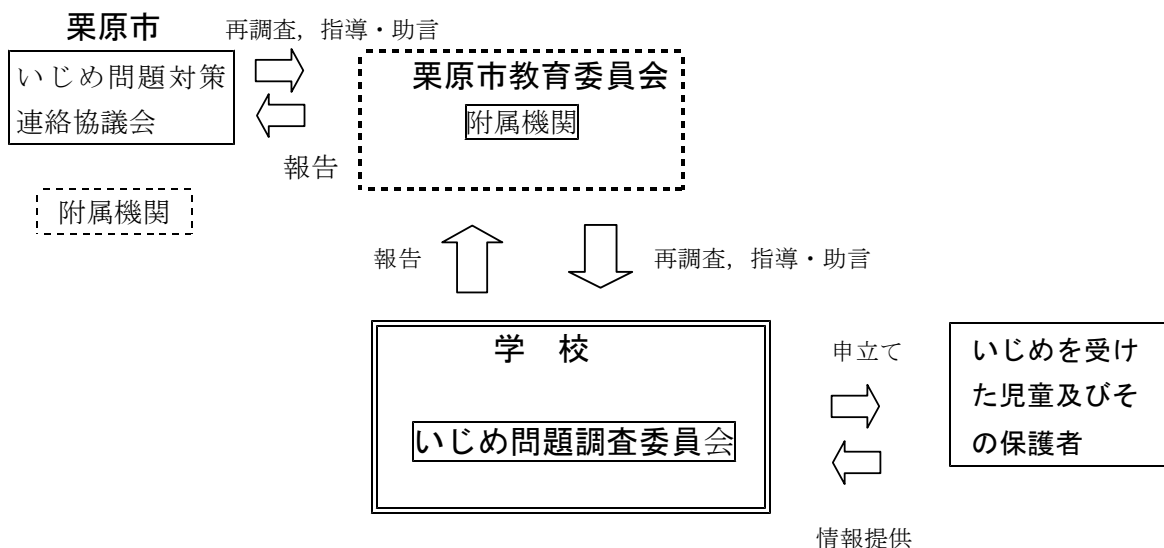 栗原市
再調査，指導・助言
いじめ問題対策
連絡協議会
栗原市教育委員会
附属機関
報告
附属機関
報告
再調査，指導・助言
学　校
いじめ問題調査委員会
申立て
いじめを受け
た児童及びそ
の保護者
情報提供